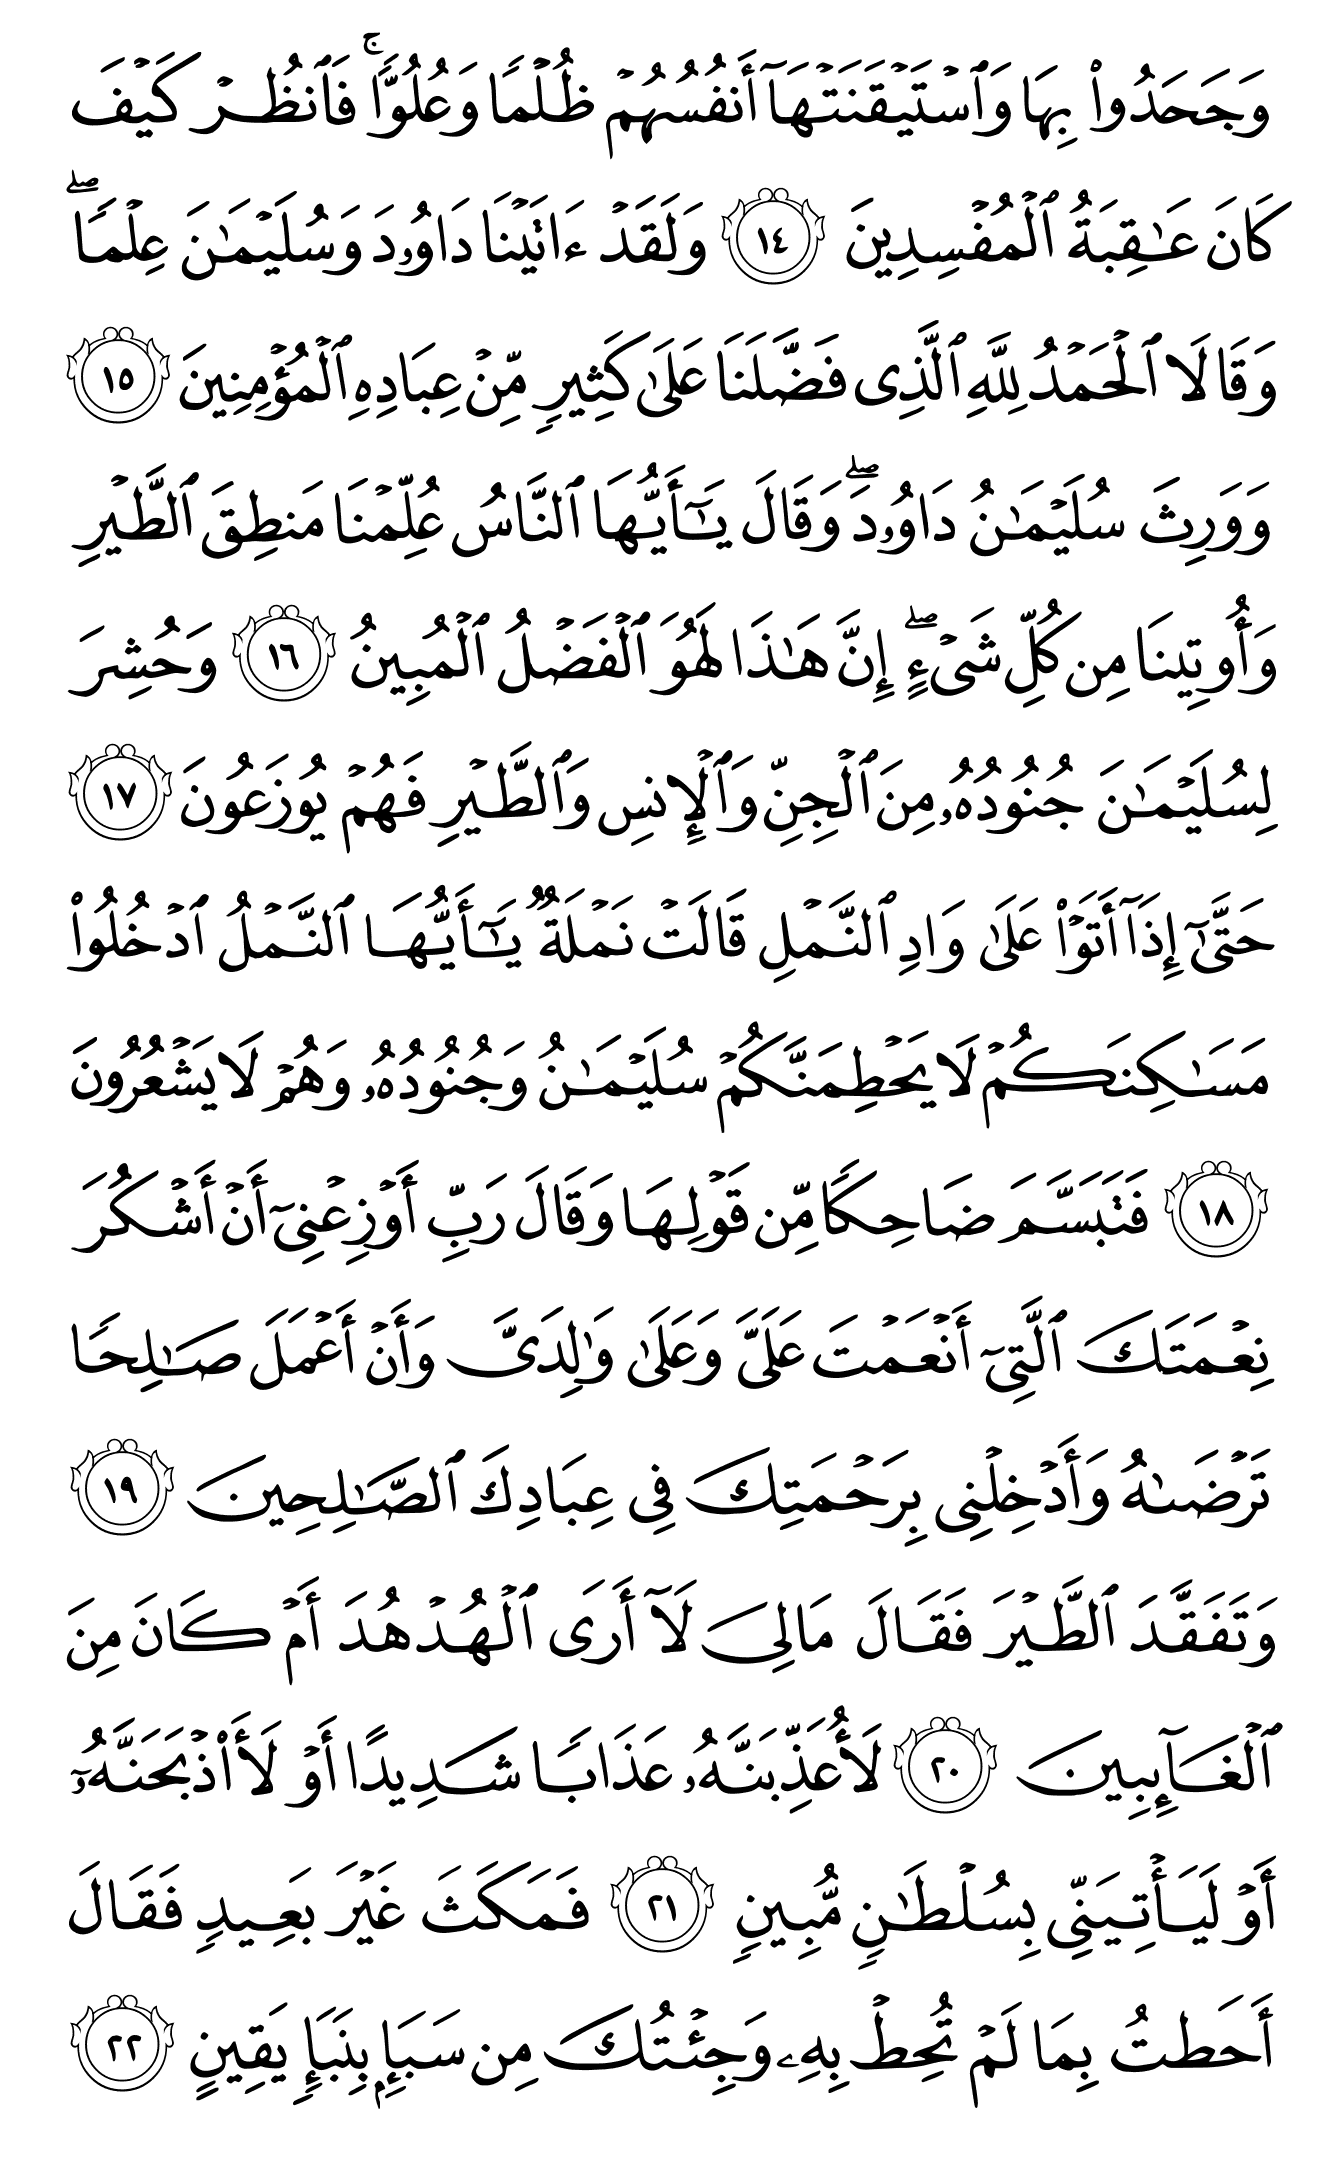 وَجَحَدُوا۟ بِهَا وَٱسْتَيْقَنَتْهَآ أَنفُسُهُمْ ظُلْمًا وَعُلُوًّا ۚ فَٱنظُرْ كَيْفَ
كَانَ عَـٰقِبَةُ ٱلْمُفْسِدِينَ ١٤ وَلَقَدْ ءَاتَيْنَا دَاوُۥدَ وَسُلَيْمَـٰنَ عِلْمًا ۖ
وَقَالَا ٱلْحَمْدُ لِلَّهِ ٱلَّذِى فَضَّلَنَا عَلَىٰ كَثِيرٍ مِّنْ عِبَادِهِ ٱلْمُؤْمِنِينَ ١٥
وَوَرِثَ سُلَيْمَـٰنُ دَاوُۥدَ ۖ وَقَالَ يَـٰٓأَيُّهَا ٱلنَّاسُ عُلِّمْنَا مَنطِقَ ٱلطَّيْرِ
وَأُوتِينَا مِن كُلِّ شَىْءٍ ۖ إِنَّ هَـٰذَا لَهُوَ ٱلْفَضْلُ ٱلْمُبِينُ ١٦ وَحُشِرَ
لِسُلَيْمَـٰنَ جُنُودُهُۥ مِنَ ٱلْجِنِّ وَٱلْإِنسِ وَٱلطَّيْرِ فَهُمْ يُوزَعُونَ ١٧
حَتَّىٰٓ إِذَآ أَتَوْا۟ عَلَىٰ وَادِ ٱلنَّمْلِ قَالَتْ نَمْلَةٌ يَـٰٓأَيُّهَا ٱلنَّمْلُ ٱدْخُلُوا۟
مَسَـٰكِنَكُمْ لَا يَحْطِمَنَّكُمْ سُلَيْمَـٰنُ وَجُنُودُهُۥ وَهُمْ لَا يَشْعُرُونَ
١٨ فَتَبَسَّمَ ضَاحِكًا مِّن قَوْلِهَا وَقَالَ رَبِّ أَوْزِعْنِىٓ أَنْ أَشْكُرَ
نِعْمَتَكَ ٱلَّتِىٓ أَنْعَمْتَ عَلَىَّ وَعَلَىٰ وَٰلِدَىَّ وَأَنْ أَعْمَلَ صَـٰلِحًا
تَرْضَىٰهُ وَأَدْخِلْنِى بِرَحْمَتِكَ فِى عِبَادِكَ ٱلصَّـٰلِحِينَ ١٩
وَتَفَقَّدَ ٱلطَّيْرَ فَقَالَ مَالِىَ لَآ أَرَى ٱلْهُدْهُدَ أَمْ كَانَ مِنَ
ٱلْغَآئِبِينَ ٢٠ لَأُعَذِّبَنَّهُۥ عَذَابًا شَدِيدًا أَوْ لَأَا۟ذْبَحَنَّهُۥٓ
أَوْ لَيَأْتِيَنِّى بِسُلْطَـٰنٍ مُّبِينٍ ٢١ فَمَكَثَ غَيْرَ بَعِيدٍ فَقَالَ
أَحَطتُ بِمَا لَمْ تُحِطْ بِهِۦ وَجِئْتُكَ مِن سَبَإٍۭ بِنَبَإٍ يَقِينٍ ٢٢